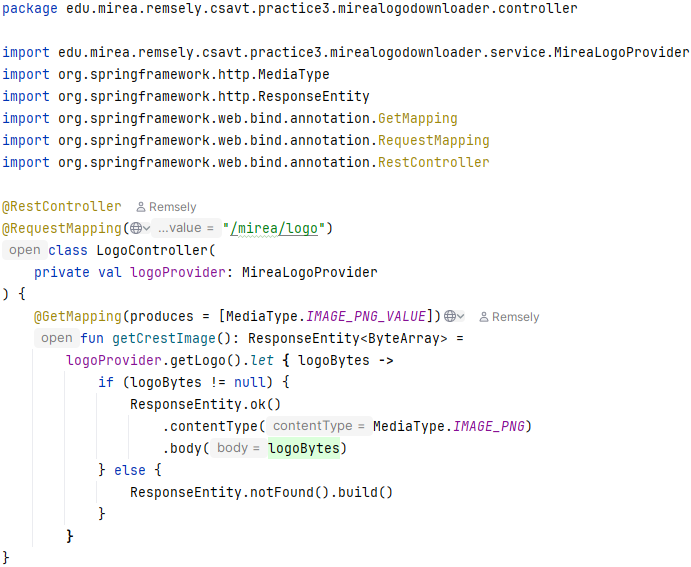 package edu.mirea.remsely.csavt.practice3.mirealogodownloader.controller
import edu.mirea.remsely.csavt.practice3.mirealogodownloader.service.MireaLogoProvider
import org.springframework.http.MediaType
import org.springframework.http.ResponseEntity
import org.springframework.web.bind.annotation.GetMapping
import org.springframework.web.bind.annotation.RequestMapping
import org.springframework.web.bind.annotation.RestController
@RestController Remsely
@RequestMapping( ...value = "/mirea/logo")
open class LogoController(
private val logoProvider: MireaLogoProvider
) {
@GetMapping(produces = [MediaType.IMAGE_PNG_VALUE]) Remsely
open fun getCrestImage(): ResponseEntity<ByteArray> =
logoProvider.getLogo().let { logoBytes ->
if (logoBytes != null) {
ResponseEntity.ok()
.contentType( contentType = MediaType.IMAGE_PNG)
.body( body = logoBytes)
} else {
ResponseEntity.notFound().build()
}
}
}